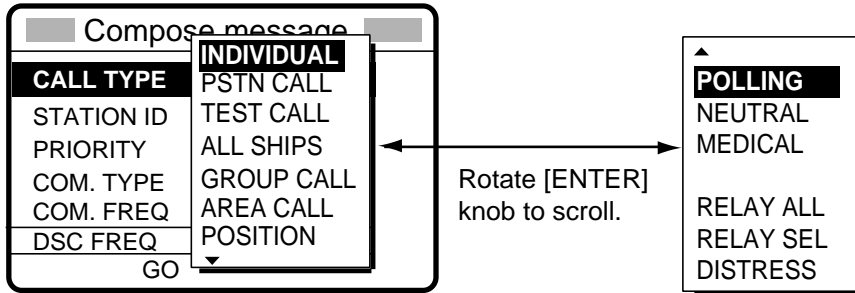 Compose message
CALL TYPE
STATION ID
PRIORITY
COM. TYPE
COM. FREQ
DSC FREQ
GO
INDIVIDUAL
PSTN CALL
TEST CALL
ALL SHIPS
GROUP CALL
AREA CALL
POSITION
Rotate [ENTER]
knob to scroll.
POLLING
NEUTRAL
MEDICAL
RELAY ALL
RELAY SEL
DISTRESS